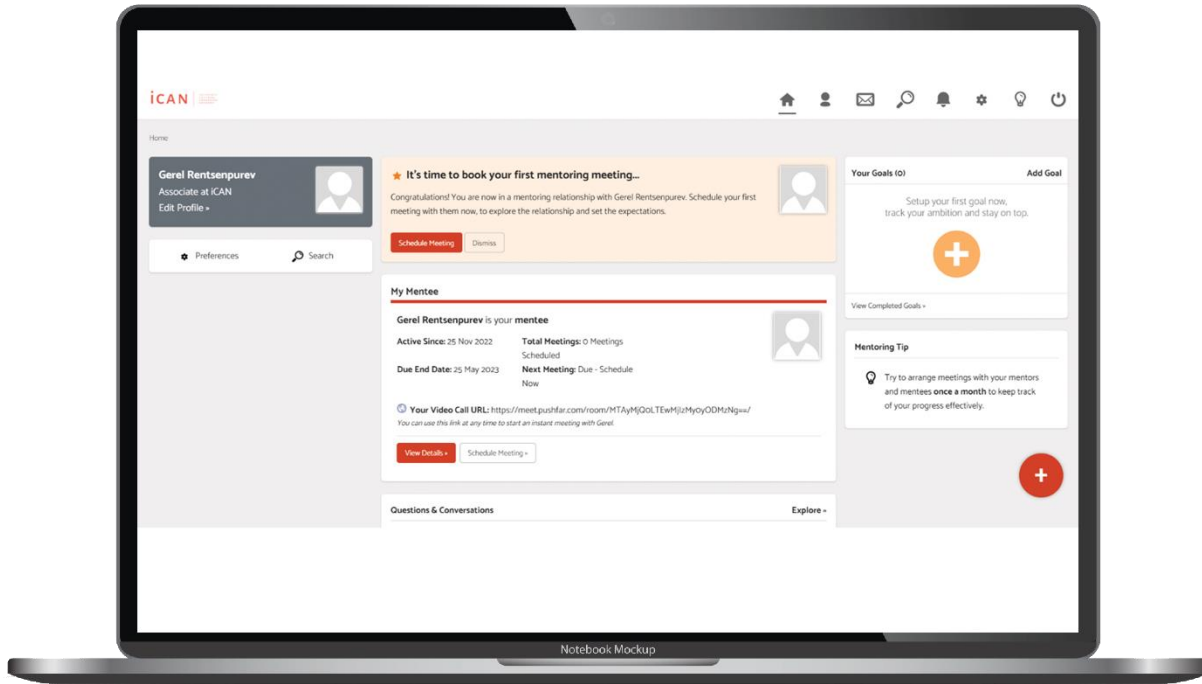 iCAN
Home
Gerel Rentsenpurev
Associate at iCAN
Edit Profile »
Preferences
Search
It's time to book your first mentoring meeting...
Congratulations! You are now in a mentoring relationship with Gerel Rentsenpurev. Schedule your first
meeting with them now, to explore the relationship and set the expectations.
Schedule Meeting
Dismiss
My Mentee
Gerel Rentsenpurev is your mentee
Active Since: 25 Nov 2022
Total Meetings: 0 Meetings
Scheduled
Due End Date: 25 May 2023
Next Meeting: Due - Schedule
Now
Your Video Call URL:
You can use this link at any time to start an instant meeting with Gerel.
View Details »
Schedule Meeting »
Questions & Conversations
Explore »
Your Goals (0)
Add Goal
Setup your first goal now,
track your ambition and stay on top.
View Completed Goals »
Mentoring Tip
Try to arrange meetings with your mentors
and mentees once a month to keep track
of your progress effectively.
Notebook Mockup